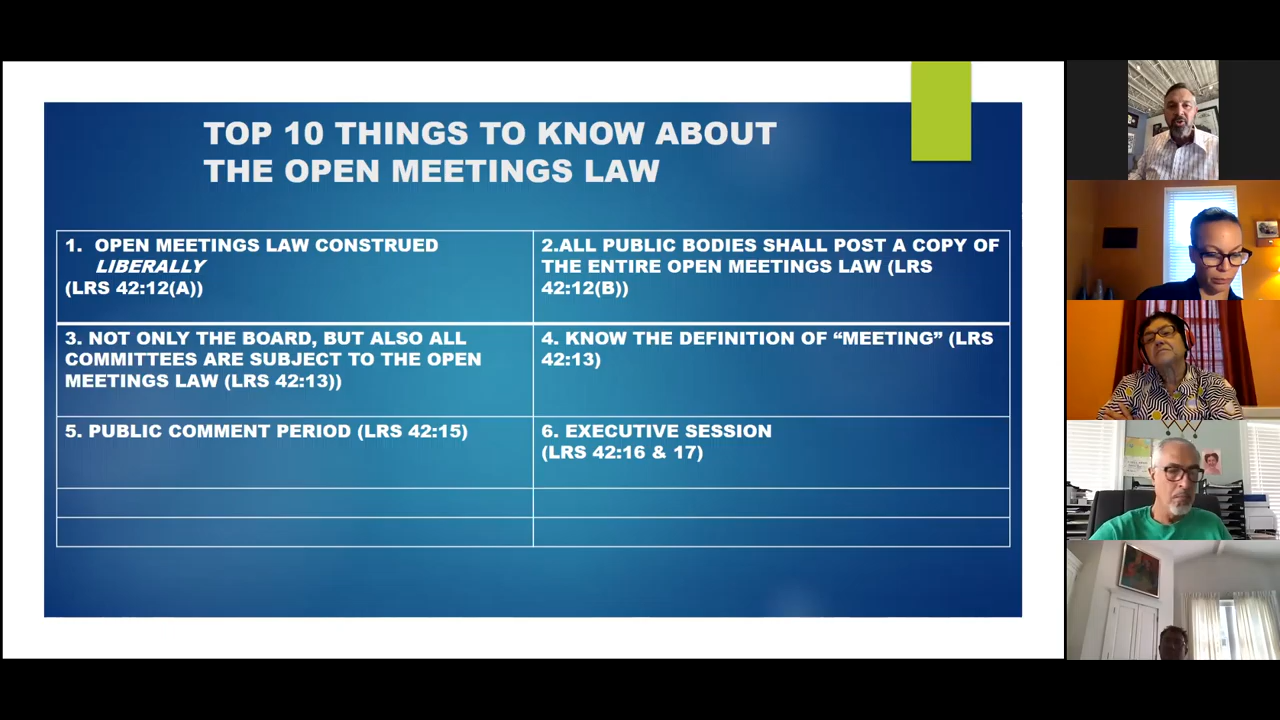 TOP 10 THINGS TO KNOW ABOUT
THE OPEN MEETINGS LAW
1. OPEN MEETINGS LAW CONSTRUED
LIBERALLY
(LRS 42:12(A))
2.ALL PUBLIC BODIES SHALL POST A COPY OF
THE ENTIRE OPEN MEETINGS LAW (LRS
42:12(B))
3. NOT ONLY THE BOARD, BUT ALSO ALL
COMMITTEES ARE SUBJECT TO THE OPEN
MEETINGS LAW (LRS 42:13))
4. KNOW THE DEFINITION OF “MEETING” (LRS
42:13)
5. PUBLIC COMMENT PERIOD (LRS 42:15)
6. EXECUTIVE SESSION
(LRS 42:16 & 17)